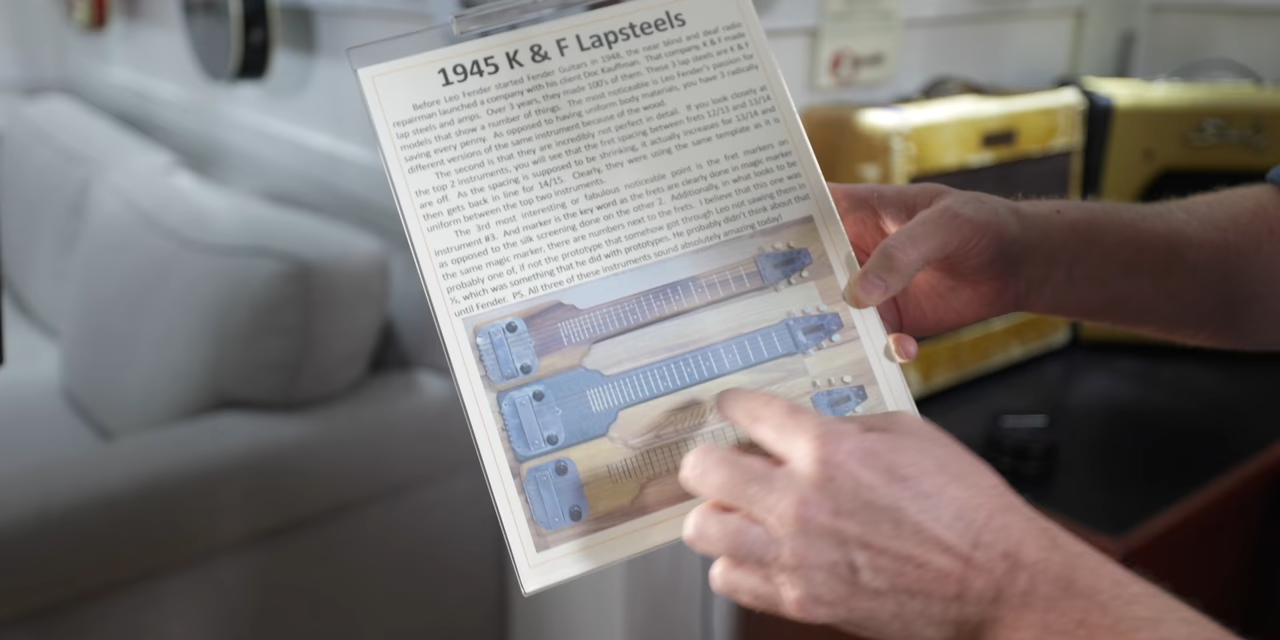 1945 K & F Lapsteels
Before Leo Fender started Fender Guitars in 1948, the near blind and deaf radio
repairman launched a company with his client Doc Kauffman. That company, K & F made
lap steels and amps. Over 3 years, they made 100's of them. These 3 lap steels are K & F
models that show a number of things. The most noticeable is Leo Fender's passion for
saving every penny. As opposed to having uniform body materials, you have 3 radically
different versions of the same instrument because of the wood.
The second is that they are incredibly not perfect in detail. If you look closely at
the top 2 instruments, you will see that the fret spacing between frets 12/13 and 13/14
are off. As the spacing is supposed to be shrinking, it actually increases for 13/14 and
then gets back in line for 14/15. Clearly, they were using the same template as it is
uniform between the top two instruments.
The 3rd most interesting or fabulous noticeable point is the fret markers on
instrument #3. And marker is the key word as the frets are clearly done in magic marker
as opposed to the silk screening done on the other 2. Additionally, in what looks to be
the same magic marker, there are numbers next to the frets. I believe that this one was
probably one of, if not the prototype that somehow got through Leo not sawing them in
½, which was something that he did with prototypes. He probably didn't think about that
until Fender. PS. All three of these instruments sound absolutely amazing today!